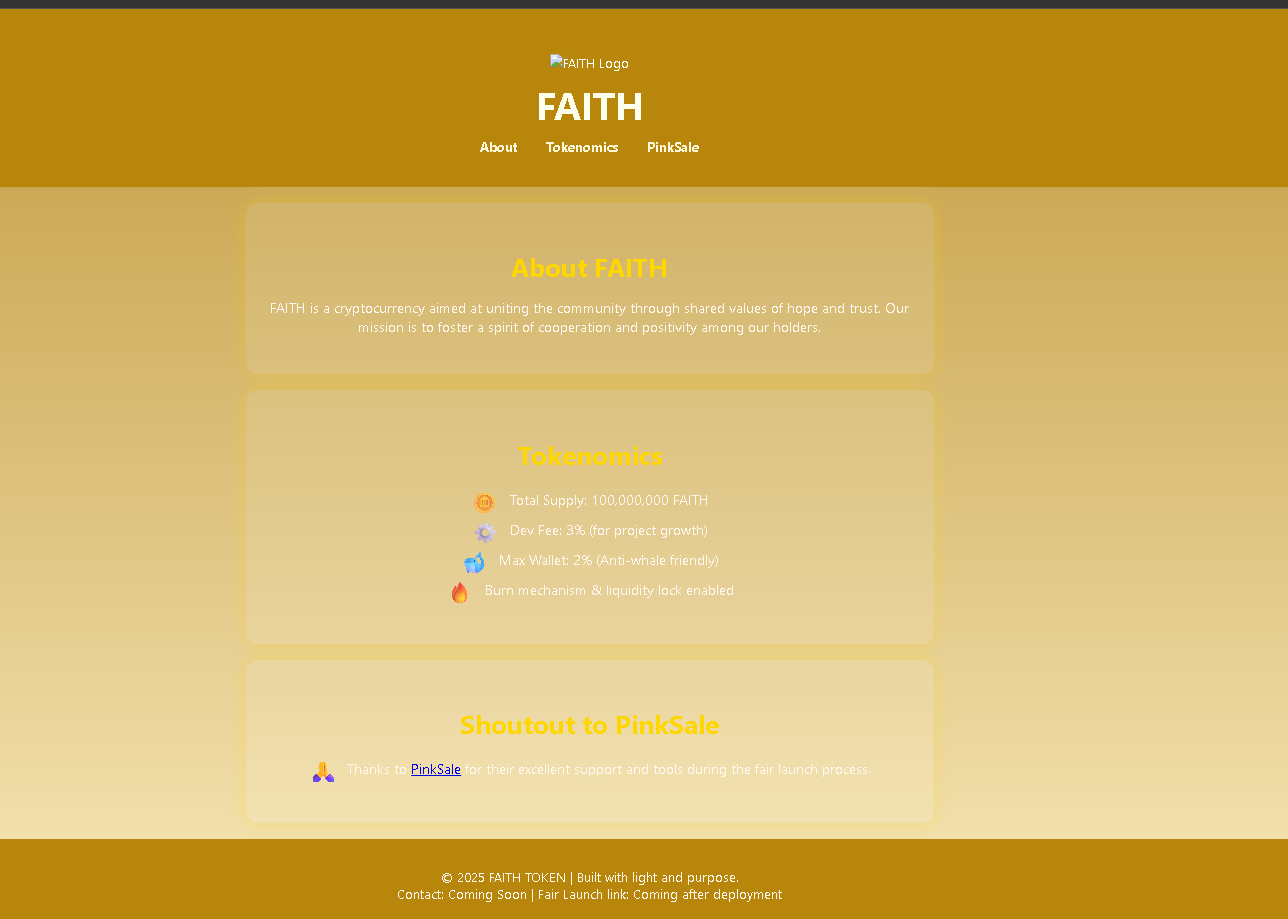 FAITH Logo
FAITH
About Tokenomics PinkSale
About FAITH
FAITH is a cryptocurrency aimed at uniting the community through shared values of hope and trust. Our
mission is to foster a spirit of cooperation and positivity among our holders.
Tokenomics
Total Supply: 100,000,000 FAITH
Dev Fee: 3% (for project growth)
Max Wallet: 2% (Anti-whale friendly)
Burn mechanism & liquidity lock enabled
Shoutout to PinkSale
Thanks to PinkSale for their excellent support and tools during the fair launch process.
© 2025 FAITH TOKEN | Built with light and purpose.
Contact: Coming Soon | Fair Launch link: Coming after deployment